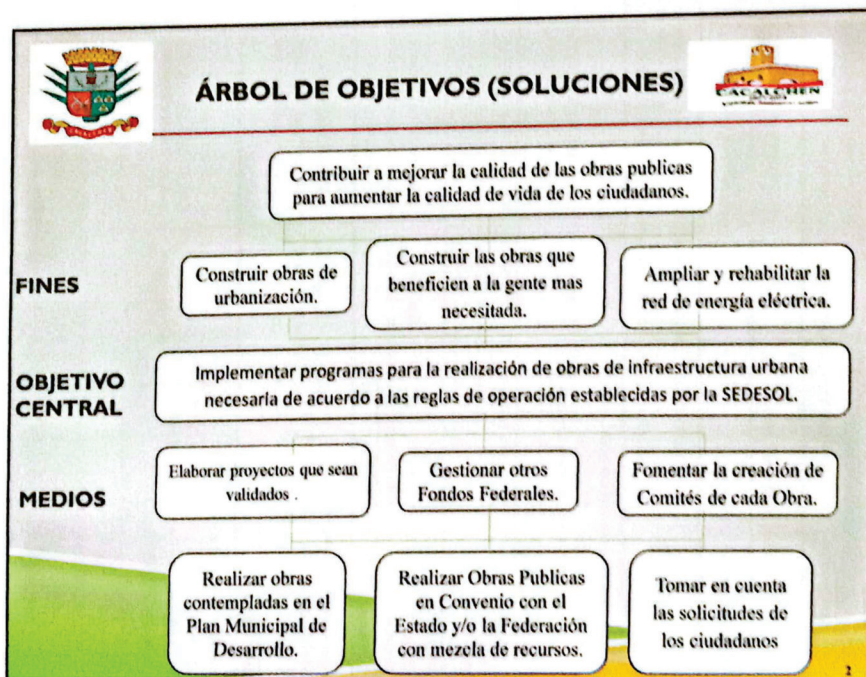 ÁRBOL DE OBJETIVOS (SOLUCIONES)
CACALCHEN
Contribuir a mejorar la calidad de las obras publicas
para aumentar la calidad de vida de los ciudadanos.
FINES
Construir obras de
urbanización.
Construir las obras que
beneficien a la gente mas
necesitada.
Ampliar y rehabilitar la
red de energía eléctrica.
OBJETIVO
CENTRAL
Implementar programas para la realización de obras de infraestructura urbana
necesaria de acuerdo a las reglas de operación establecidas por la SEDESOL.
MEDIOS
Elaborar proyectos que sean
validados .
Gestionar otros
Fondos Federales.
Fomentar la creación de
Comités de cada Obra.
Realizar obras
contempladas en el
Plan Municipal de
Desarrollo.
Realizar Obras Publicas
en Convenio con el
Estado y/o la Federación
con mezcla de recursos.
Tomar en cuenta
las solicitudes de
los ciudadanos
2